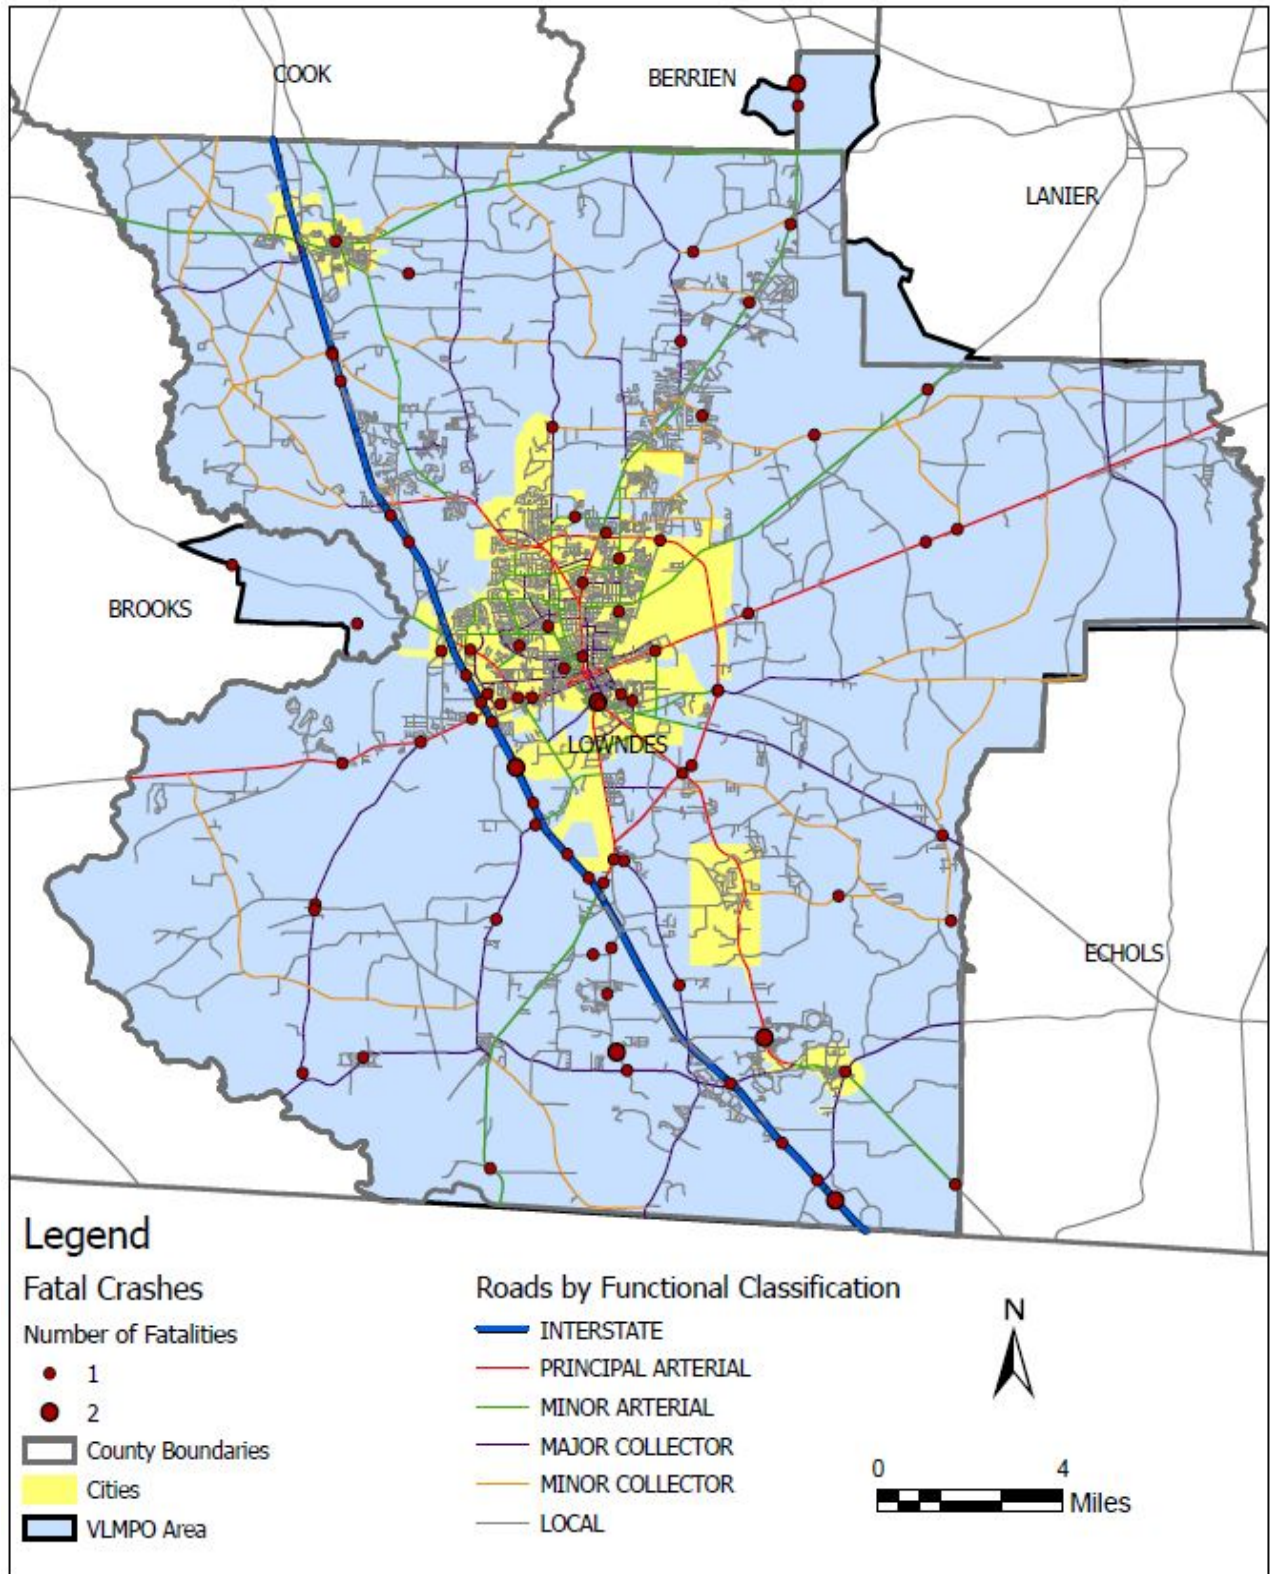 COOK
BERRIEN
LANIER
BROOKS
LOWNDES
ECHOLS
Legend
Fatal Crashes
Number of Fatalities
1
2
County Boundaries
Cities
VLMPO Area
Roads by Functional Classification
INTERSTATE
PRINCIPAL ARTERIAL
MINOR ARTERIAL
MAJOR COLLECTOR
MINOR COLLECTOR
LOCAL
N
0 4
Miles